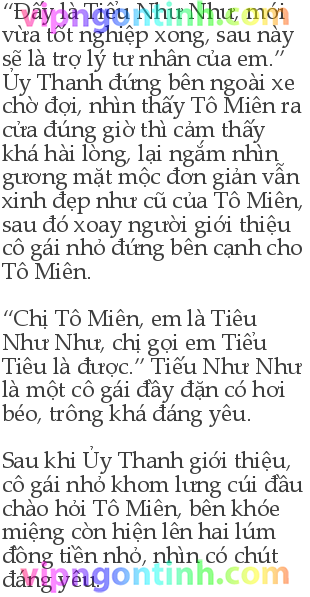 “Đây là Tiểu Như Như, mới
vừa tốt nghiệp xong, sau này
sẽ là trợ lý tư nhân của em.”
Ủy Thanh đứng bên ngoài xe
chờ đợi, nhìn thấy Tô Miên ra
cửa đúng giờ thì cảm thấy
khá hài lòng, lại ngắm nhìn
gương mặt mộc đơn giản vẫn
xinh đẹp như cũ của Tô Miên,
sau đó xoay người giới thiệu
cô gái nhỏ đứng bên cạnh cho
Tô Miên.
“Chị Tô Miên, em là Tiêu
Như Như, chị gọi em Tiểu
Tiêu là được.” Tiếu Như Như
là một cô gái đầy đặn có hơi
béo, trông khá đáng yêu.
Sau khi Ủy Thanh giới thiệu,
cô gái nhỏ khom lưng cúi đầu
chào hỏi Tô Miên, bên khóe
miệng còn hiện lên hai lúm
đồng tiền nhỏ, nhìn có chút
đáng yêu.
vipngontinh.com
vipngontinh.com
vipngontinh.com